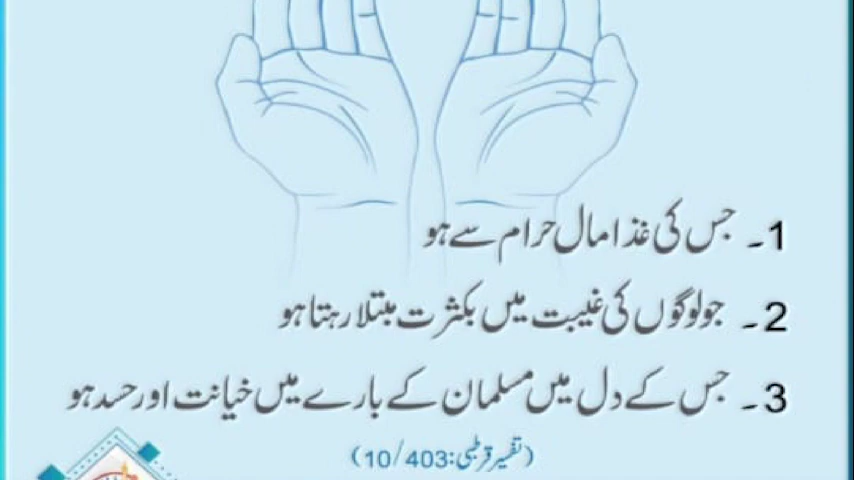 1۔ جس کی غذا مال حرام سے ہو
2۔ جو لوگوں کی غیبت میں بکثرت مبتلا رہتا ہو
3۔ جس کے دل میں مسلمان کے بارے میں خیانت اور حسد ہو
(تفسیر قرطبی:403/10)